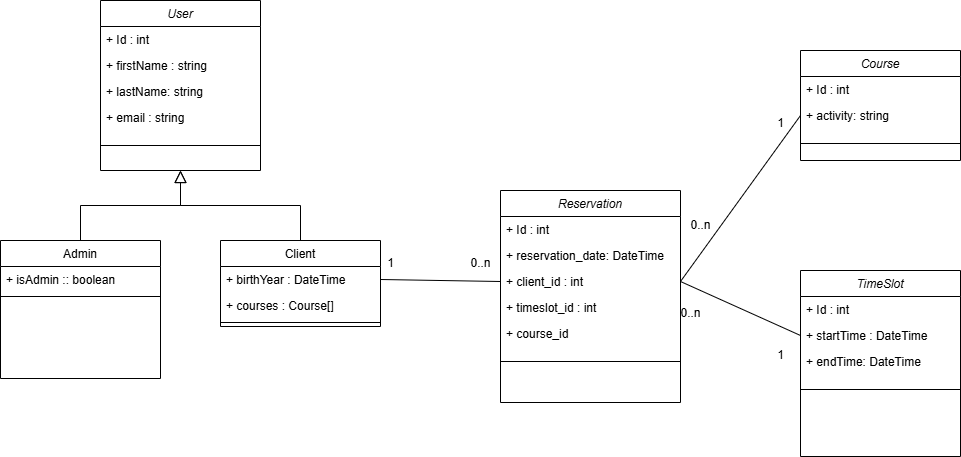 User
+ Id : int
+ firstName : string
+ lastName: string
+ email : string
Admin
+ isAdmin :: boolean
Client
+ birthYear : DateTime
+ courses : Course[]
1
0..n
Reservation
+ Id : int
+ reservation_date: DateTime
+ client_id : int
+ timeslot_id : int
+ course_id
0..n
1
0..n
1
Course
+ Id : int
+ activity: string
TimeSlot
+ Id : int
+ startTime : DateTime
+ endTime: DateTime